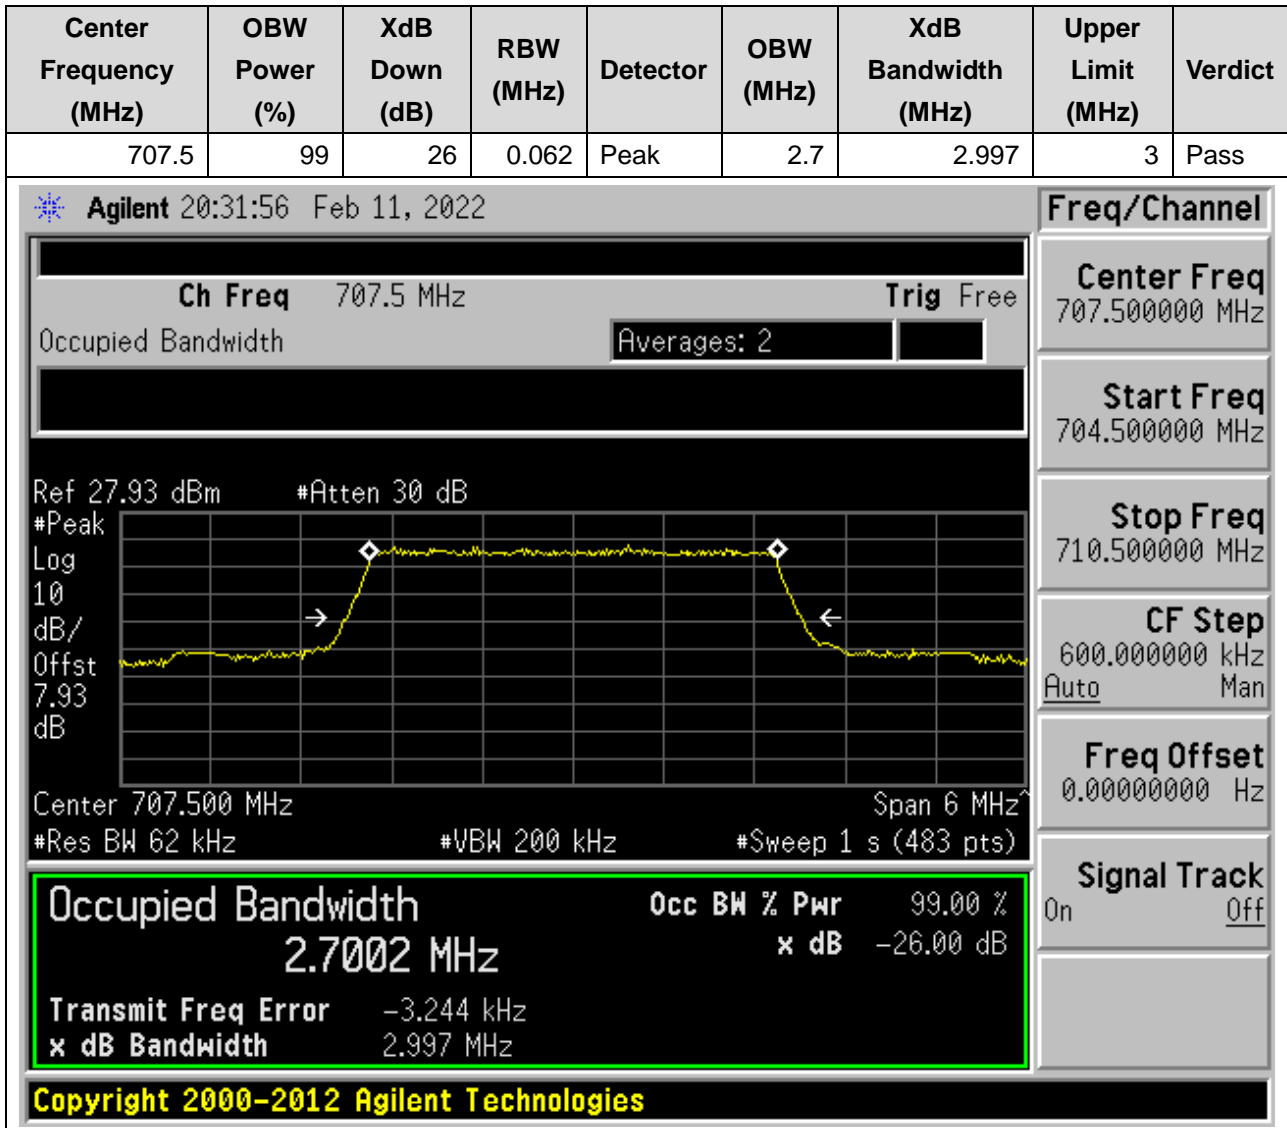 Center Frequency (MHz) OBW Power (%) XdB Down (dB) RBW (MHz) Detector OBW (MHz) XdB Bandwidth (MHz) Upper Limit (MHz) Verdict
707.5 99 26 0.062 Peak 2.7 2.997 3 Pass
Agilent 20:31:56 Feb 11, 2022
Freq/Channel
Ch Freq 707.5 MHz Trig Free
Occupied Bandwidth Averages: 2
Center Freq
707.500000 MHz
Start Freq
704.500000 MHz
Stop Freq
710.500000 MHz
CF Step
600.000000 kHz
Auto Man
Freq Offset
0.00000000 Hz
Signal Track
On Off
Ref 27.93 dBm #Atten 30 dB
#Peak
Log
10
dB/
Offst
7.93
dB
Center 707.500 MHz Span 6 MHz^
#Res BW 62 kHz #VBW 200 kHz #Sweep 1 s (483 pts)
Occupied Bandwidth Occ BW % Pwr 99.00 %
2.7002 MHz x dB -26.00 dB
Transmit Freq Error -3.244 kHz
x dB Bandwidth 2.997 MHz
Copyright 2000-2012 Agilent Technologies